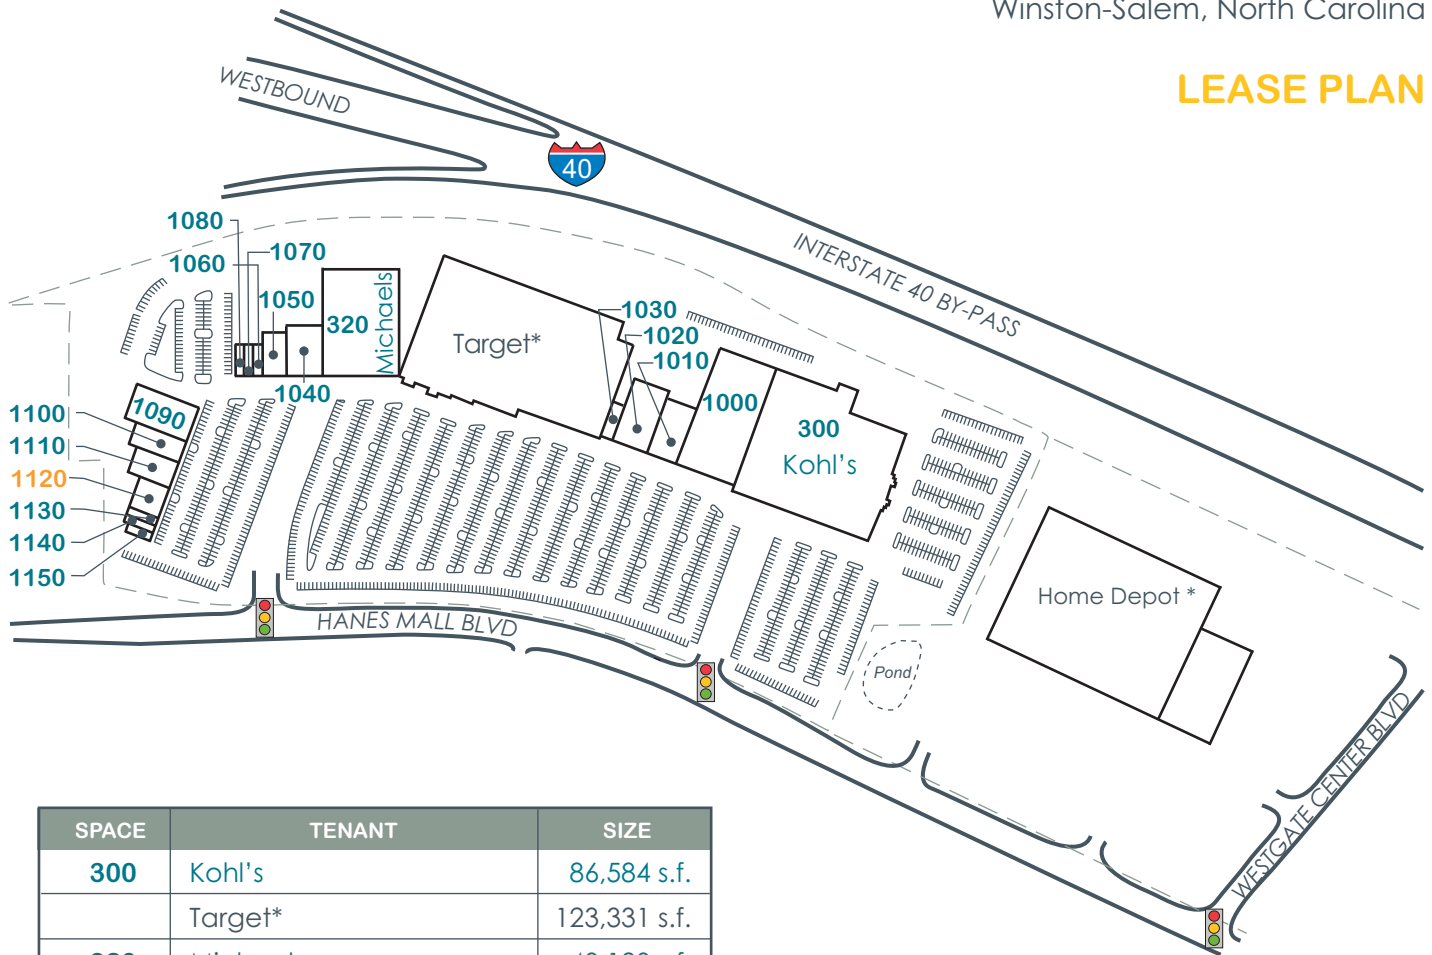 Winston-Salem, North Carolina
LEASE PLAN
WESTBOUND
40
INTERSTATE 40 BY-PASS
1080
1070
1060
1050
320
Michaels
1040
Target*
1030
1020
1010
1000
300
Kohl's
1090
1100
1110
1120
1130
1140
1150
Home Depot *
Pond
HANES MALL BLVD
WESTGATE CENTER BLVD
SPACE TENANT SIZE
300 Kohl's 86,584 s.f.
Target* 123,331 s.f.